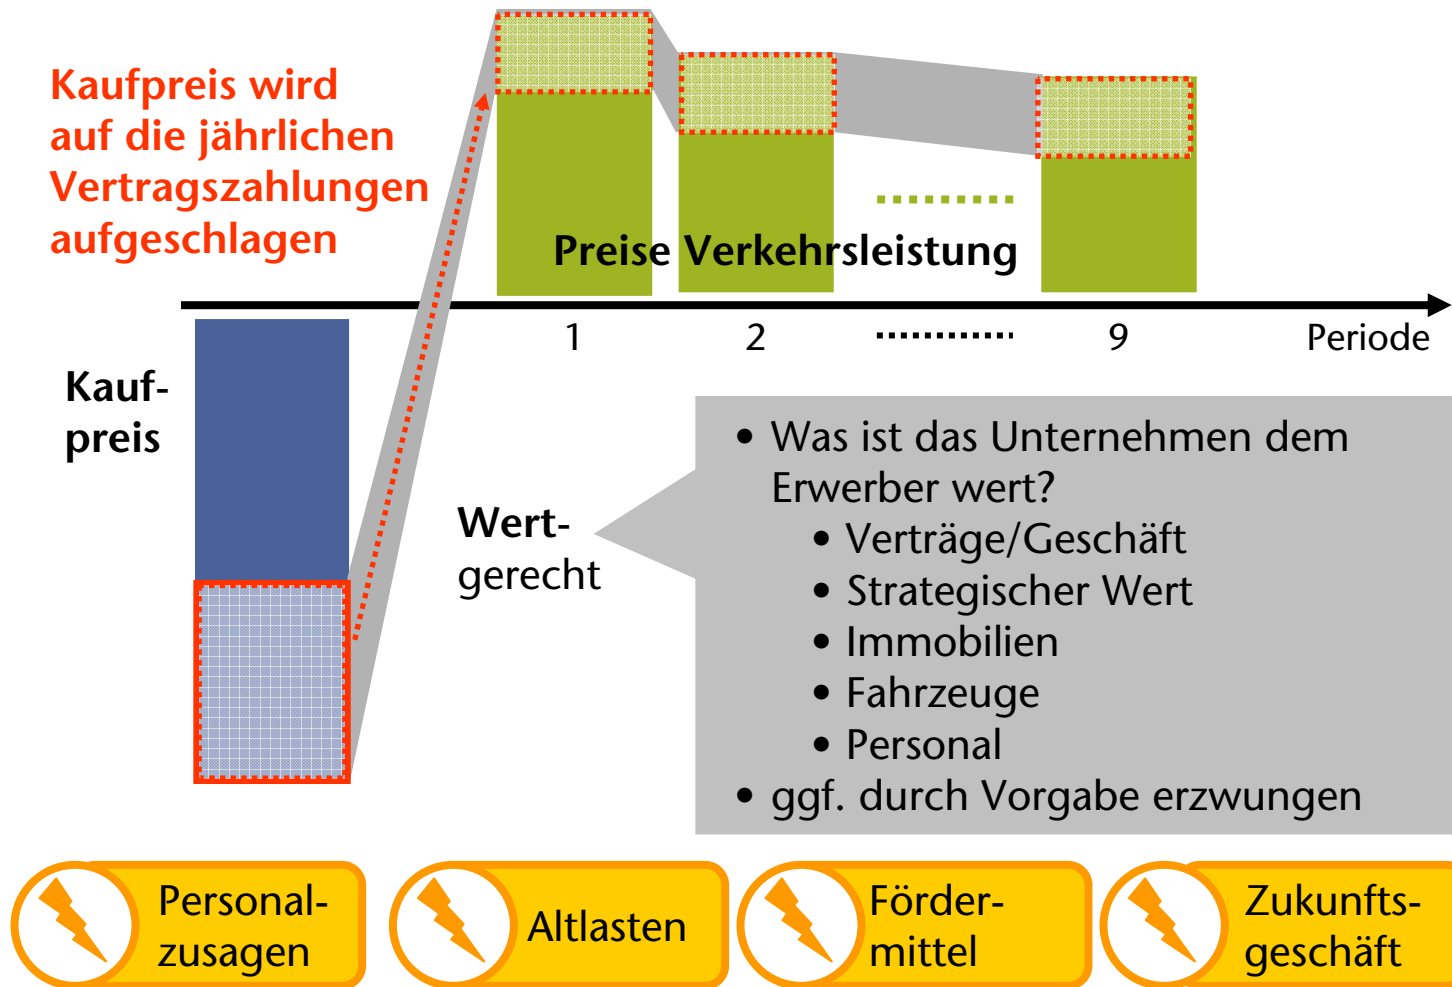 Kaufpreis wird
auf die jährlichen
Vertragszahlungen
aufgeschlagen
Preise Verkehrsleistung
1
2
9
Periode
Kauf-
preis
Wert-
gerecht
• Was ist das Unternehmen dem
Erwerber wert?
• Verträge/Geschäft
• Strategischer Wert
• Immobilien
• Fahrzeuge
• Personal
• ggf. durch Vorgabe erzwungen
Personal-
zusagen
Altlasten
Förder-
mittel
Zukunfts-
geschäft